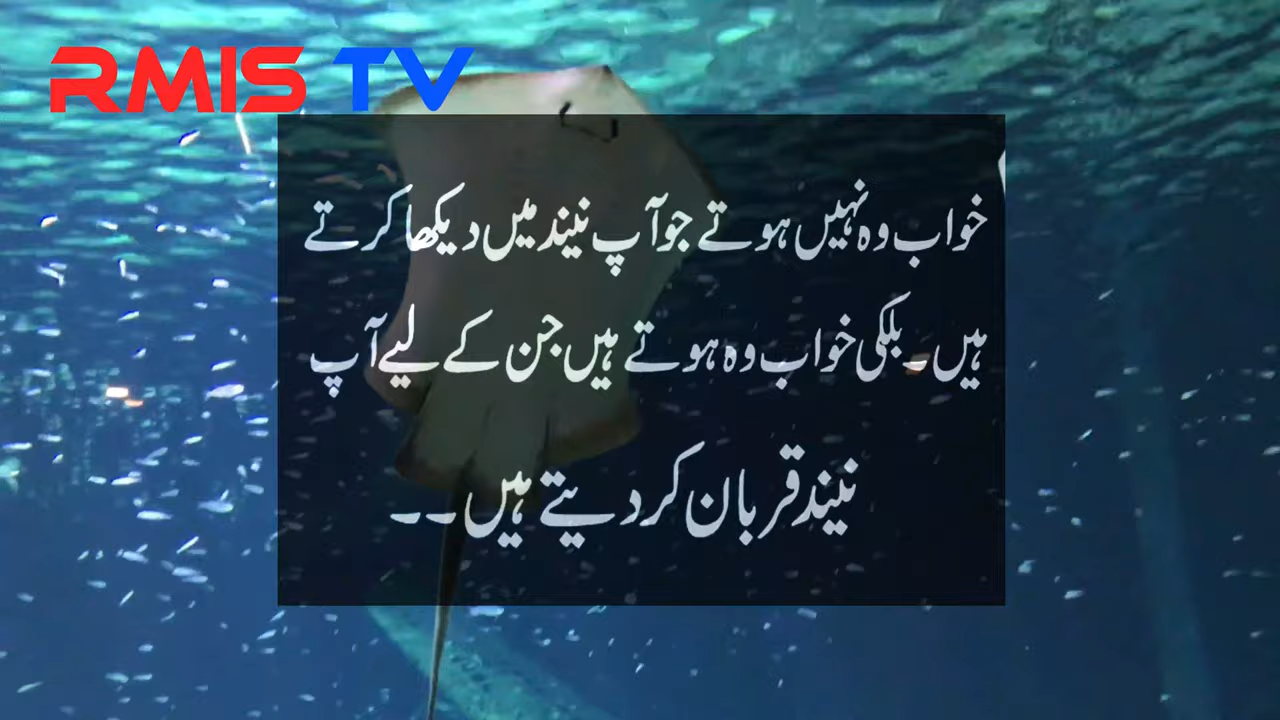 RMIS TV
خواب وہ نہیں ہوتے جو آپ نیند میں دیکھا کرتے
ہیں۔ بلکی خواب وہ ہوتے ہیں جن کے لیے آپ
نیند قربان کر دیتے ہیں۔۔